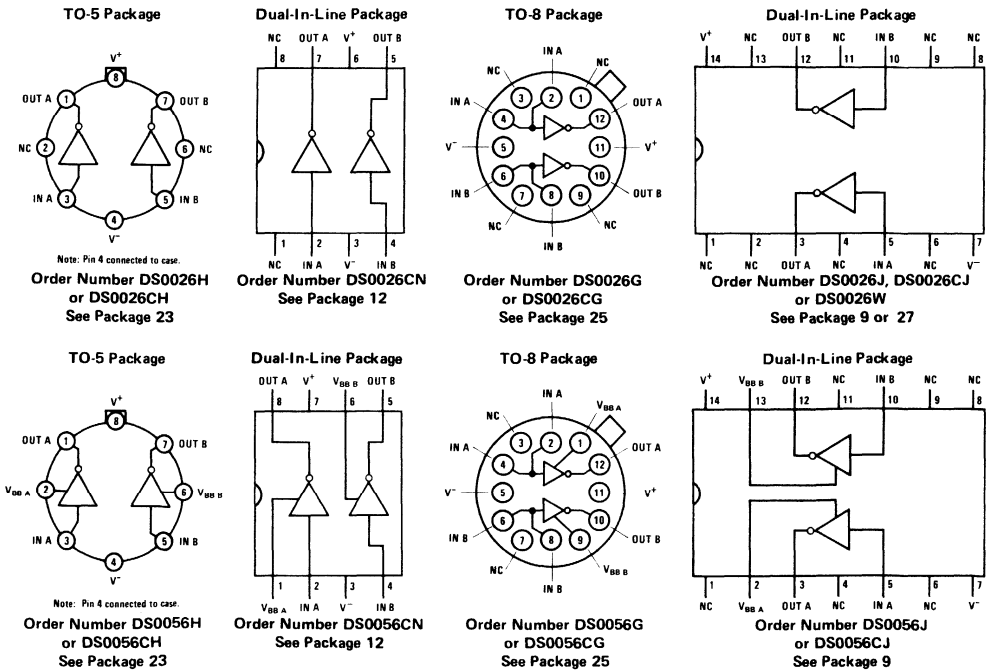 TO-5 Package
V+
8
OUT A 1
7 OUT B
NC 2
6 NC
IN A 3
5 IN B
4
V−
Note: Pin 4 connected to case.
Order Number DS0026H
or DS0026CH
See Package 23
Dual-In-Line Package
NC OUT A V+ OUT B
8 7 6 5
1 2 3 4
NC IN A V− IN B
Order Number DS0026CN
See Package 12
TO-8 Package
IN A
NC NC
3 2 1
IN A 4 12 OUT A
V− 5 11 V+
IN B 6 10 OUT B
7 8 9
NC NC
IN B
Order Number DS0026G
or DS0026CG
See Package 25
Dual-In-Line Package
V+ NC OUT B NC IN B NC NC
14 13 12 11 10 9 8
1 2 3 4 5 6 7
NC NC OUT A NC IN A NC V−
Order Number DS0026J, DS0026CJ
or DS0026W
See Package 9 or 27
TO-5 Package
V+
8
OUT A 1
7 OUT B
VBB A 2
6 VBB B
IN A 3
5 IN B
4
V−
Note: Pin 4 connected to case.
Order Number DS0056H
or DS0056CH
See Package 23
Dual-In-Line Package
OUT A V+ VBB B OUT B
8 7 6 5
1 2 3 4
VBB A IN A V− IN B
Order Number DS0056CN
See Package 12
TO-8 Package
IN A
NC VBB A
3 2 1
IN A 4 12 OUT A
V− 5 11 V+
IN B 6 10 OUT B
7 8 9
NC VBB B
IN B
Order Number DS0056G
or DS0056CG
See Package 25
Dual-In-Line Package
V+ VBB B OUT B NC IN B NC NC
14 13 12 11 10 9 8
1 2 3 4 5 6 7
NC VBB A OUT A NC IN A NC V−
Order Number DS0056J
or DS0056CJ
See Package 9